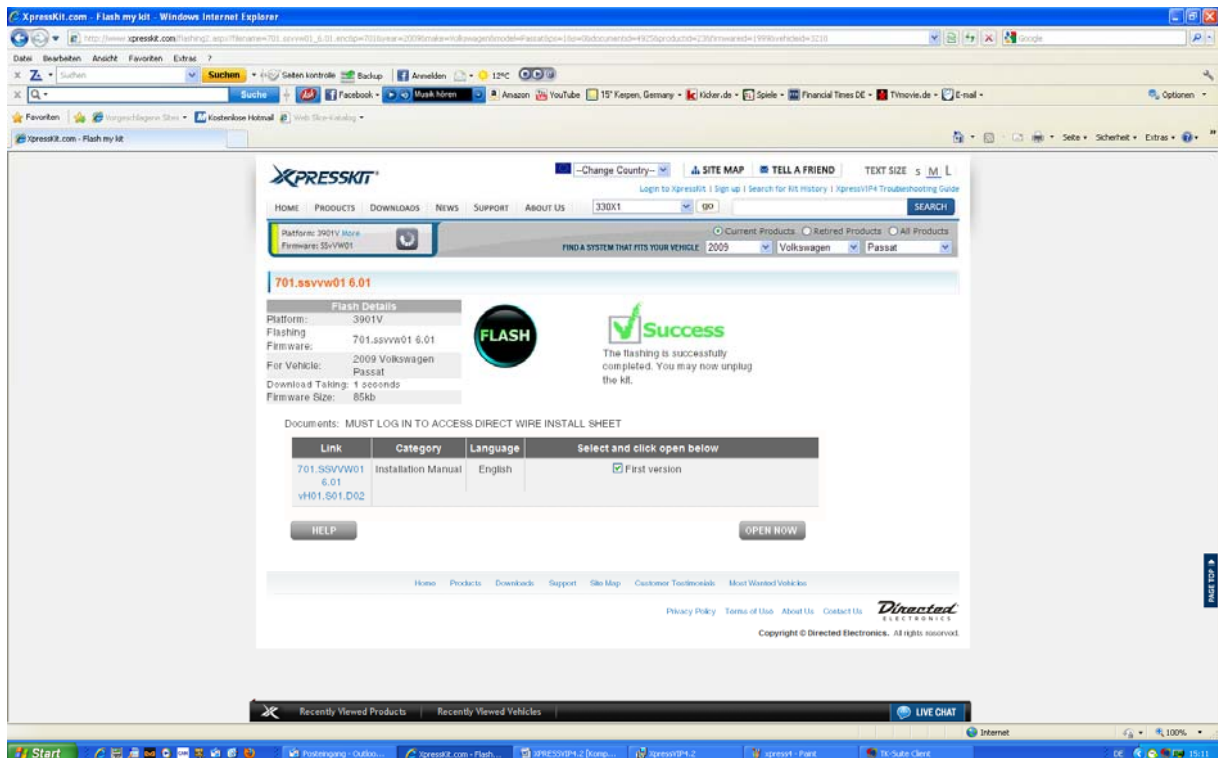 XpressKit.com - Flash my kit - Windows Internet Explorer
Datei Bearbeiten Ansicht Favoriten Extras ?
X Suchen Suchen Seiten kontrolle Backup Anmelden 12°C
X Suche Facebook Musik hören Amazon YouTube 15° Kerpen, Germany Kicker.de Spiele Financial Times DE TVmovie.de E-mail Optionen
Favoriten Vorgeschlagene Sites Kostenlose Hotmail Web Slice-Katalog
XpressKit.com - Flash my kit Seite Sicherheit Extras
XPRESSKIT
--Change Country-- SITE MAP TELL A FRIEND TEXT SIZE S M L
Login to XpressKit | Sign up | Search for Kit History | XpressVIP4 Troubleshooting Guide
HOME PRODUCTS DOWNLOADS NEWS SUPPORT ABOUT US 330X1 go SEARCH
Platform: 3901V More
Firmware: SSvVW01
Current Products Retired Products All Products
FIND A SYSTEM THAT FITS YOUR VEHICLE 2009 Volkswagen Passat
701.ssvvw01 6.01
Flash Details
Platform: 3901V
Flashing Firmware: 701.ssvvw01 6.01
For Vehicle: 2009 Volkswagen Passat
Download Taking: 1 seconds
Firmware Size: 85kb
FLASH
Success
The flashing is successfully
completed. You may now unplug
the kit.
Documents: MUST LOG IN TO ACCESS DIRECT WIRE INSTALL SHEET
Link Category Language Select and click open below
701.SSVVW01 Installation Manual English First version
6.01
vH01.S01.D02
HELP OPEN NOW
PAGE TOP
Home Products Downloads Support Site Map Customer Testimonials Most Wanted Vehicles
Privacy Policy Terms of Use About Us Contact Us Directed
ELECTRONICS
Copyright © Directed Electronics. All rights reserved.
Recently Viewed Products Recently Viewed Vehicles LIVE CHAT
Internet 100%
Start Posteingang - Outloo... XpressKit.com - Flash... XPRESSVIP4.2 [Komp... XpressVIP4.2 xpress4 - Paint TK-Suite Client DE 15:11